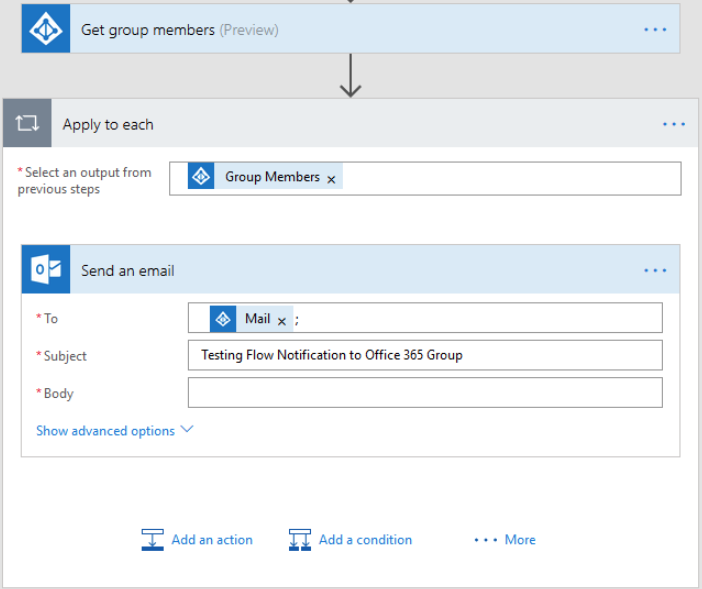 Get group members (Preview)
Apply to each
* Select an output from
previous steps
Group Members x
Send an email
* To
Mail x ;
* Subject
Testing Flow Notification to Office 365 Group
* Body
Show advanced options
Add an action
Add a condition
More